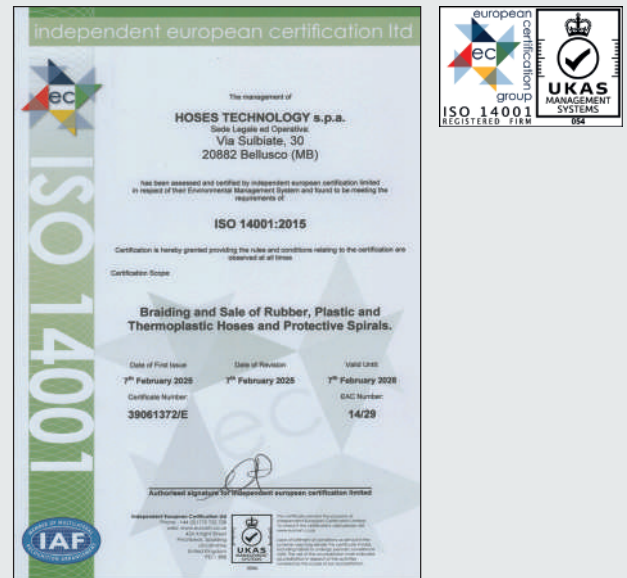 independent european certification ltd
ec
ISO 14001
The management of
HOSES TECHNOLOGY s.p.a.
Sede Legale ed Operativa:
Via Sulbiate, 30
20882 Bellusco (MB)
has been assessed and certified by independent european certification limited
in respect of their Environmental Management System and found to be meeting the
requirements of:
ISO 14001:2015
Certification is hereby granted providing the rules and conditions relating to the certification are
observed at all times
Certification Scope
Braiding and Sale of Rubber, Plastic and
Thermoplastic Hoses and Protective Spirals.
Date of First Issue
Date of Revision
Valid Until:
7th February 2025
7th February 2025
7th February 2028
Certificate Number:
EAC Number:
39061372/E
14/29
Authorised signature for independent european certification limited
Independent European Certification ltd
United Kingdom
UKAS
MANAGEMENT
SYSTEMS
IAF
european
certification
group
ec
ISO 14001
REGISTERED FIRM
UKAS
MANAGEMENT
SYSTEMS
054